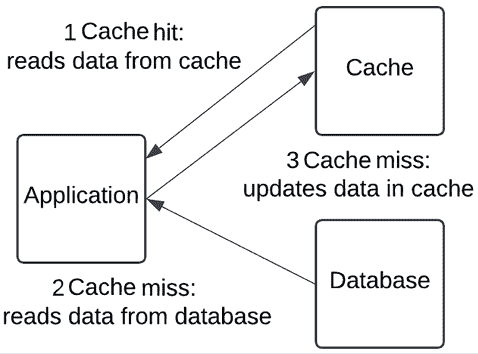 1 Cache hit:
reads data from cache
Cache
Application
3 Cache miss:
updates data in cache
2 Cache miss:
reads data from database
Database